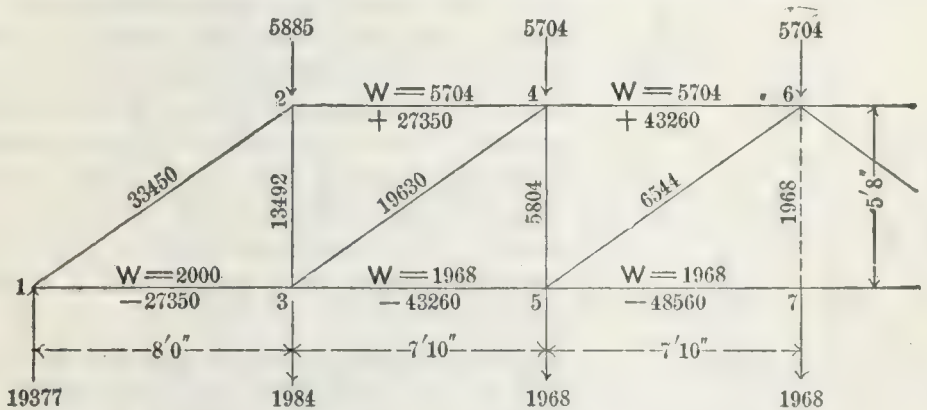 5885 5704 5704
2 W = 5704 4 W = 5704 6
+ 27350 + 43260
33450 13492 19630 5804 6544 1968 5'8"
1 W = 2000 W = 1968 W = 1968
− 27350 3 − 43260 5 − 48560 7
8'0" 7'10" 7'10"
19377 1984 1968 1968